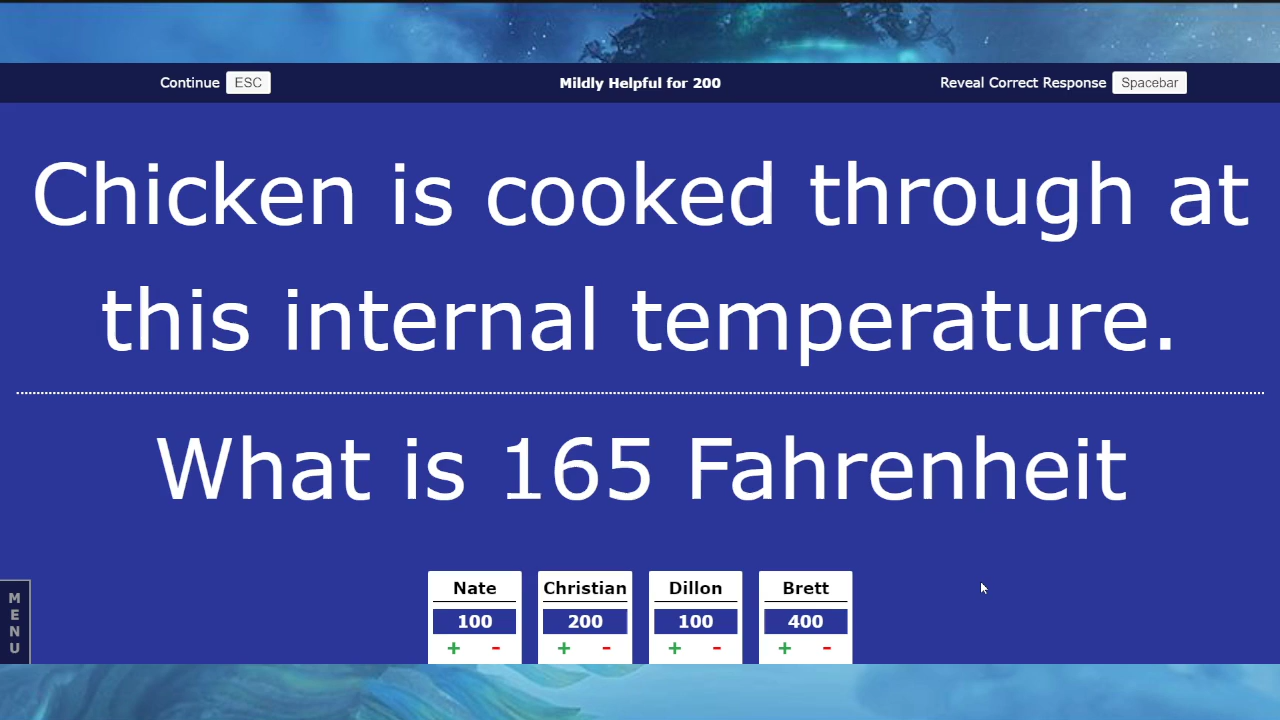 Continue ESC Mildly Helpful for 200 Reveal Correct Response Spacebar
Chicken is cooked through at
this internal temperature.
What is 165 Fahrenheit
MENU
Nate Christian Dillon Brett
100 200 100 400
+ - + - + - + -